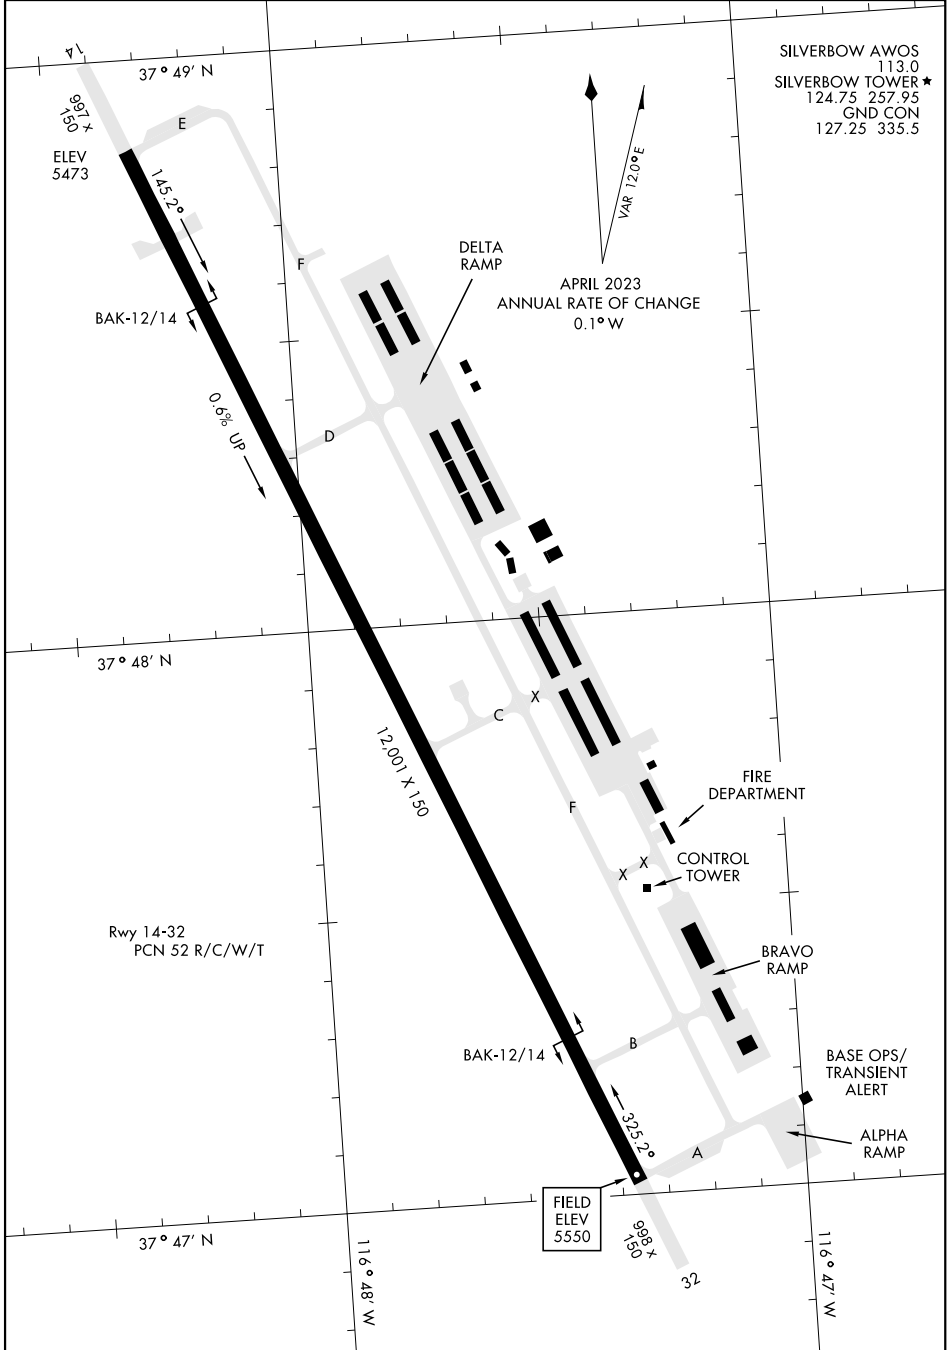 14
37° 49' N
SILVERBOW AWOS
113.0
SILVERBOW TOWER ★
124.75 257.95
GND CON
127.25 335.5
997 x
150
E
ELEV
5473
VAR 12.0° E
145.2°
DELTA
RAMP
F
APRIL 2023
ANNUAL RATE OF CHANGE
0.1° W
BAK-12/14
0.6% UP
D
37° 48' N
X
C
12,001 X 150
FIRE
DEPARTMENT
F
CONTROL
TOWER
X X
Rwy 14-32
PCN 52 R/C/W/T
BRAVO
RAMP
B
BAK-12/14
BASE OPS/
TRANSIENT
ALERT
325.2°
A
ALPHA
RAMP
FIELD
ELEV
5550
37° 47' N
998 x
150
116° 48' W
116° 47' W
32